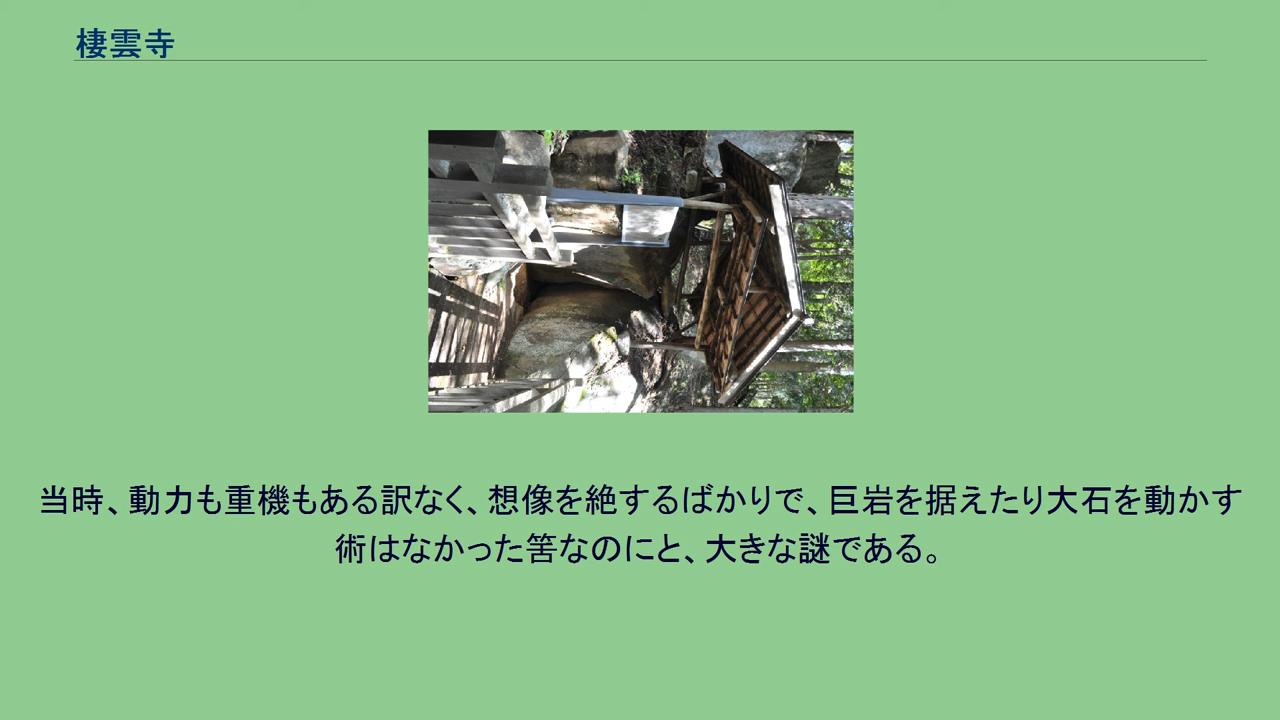 棲雲寺
当時、動力も重機もある訳なく、想像を絶するばかりで、巨岩を据えたり大石を動かす
術はなかった筈なのにと、大きな謎である。